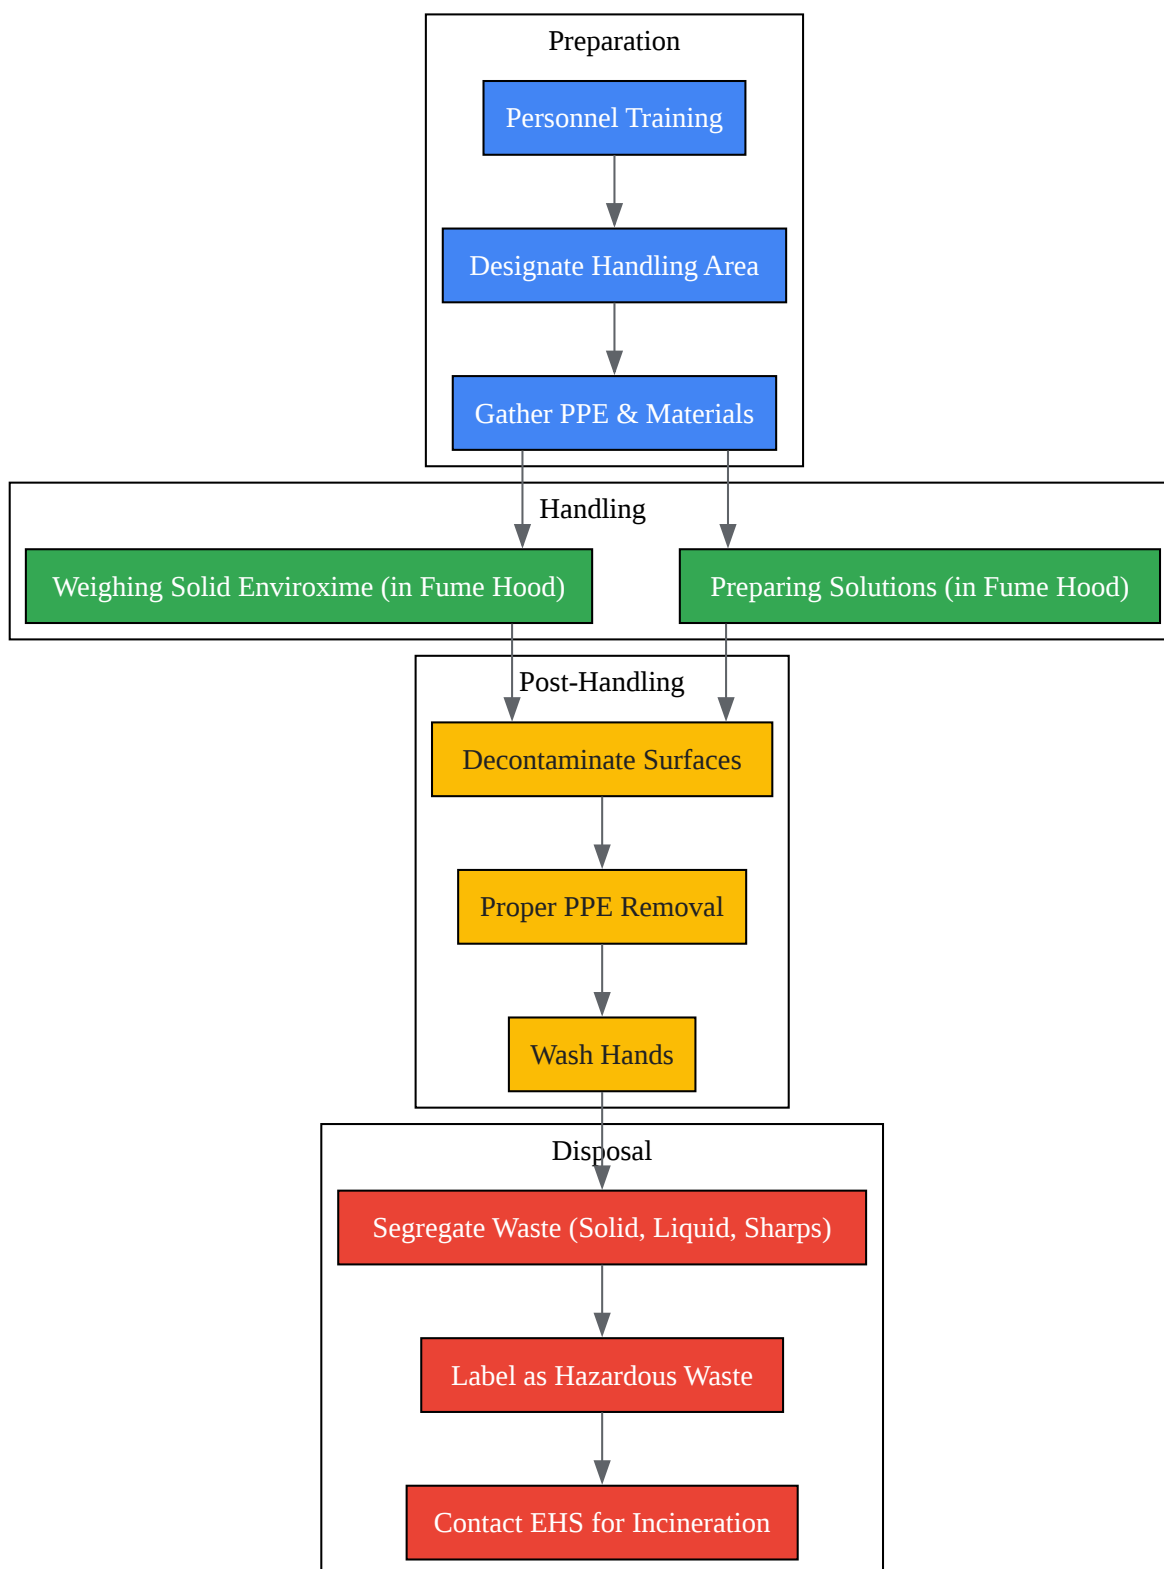 Preparation
Personnel Training
Designate Handling Area
Gather PPE & Materials
Handling
Weighing Solid Enviroxime (in Fume Hood)
Preparing Solutions (in Fume Hood)
Post-Handling
Decontaminate Surfaces
Proper PPE Removal
Wash Hands
Disposal
Segregate Waste (Solid, Liquid, Sharps)
Label as Hazardous Waste
Contact EHS for Incineration